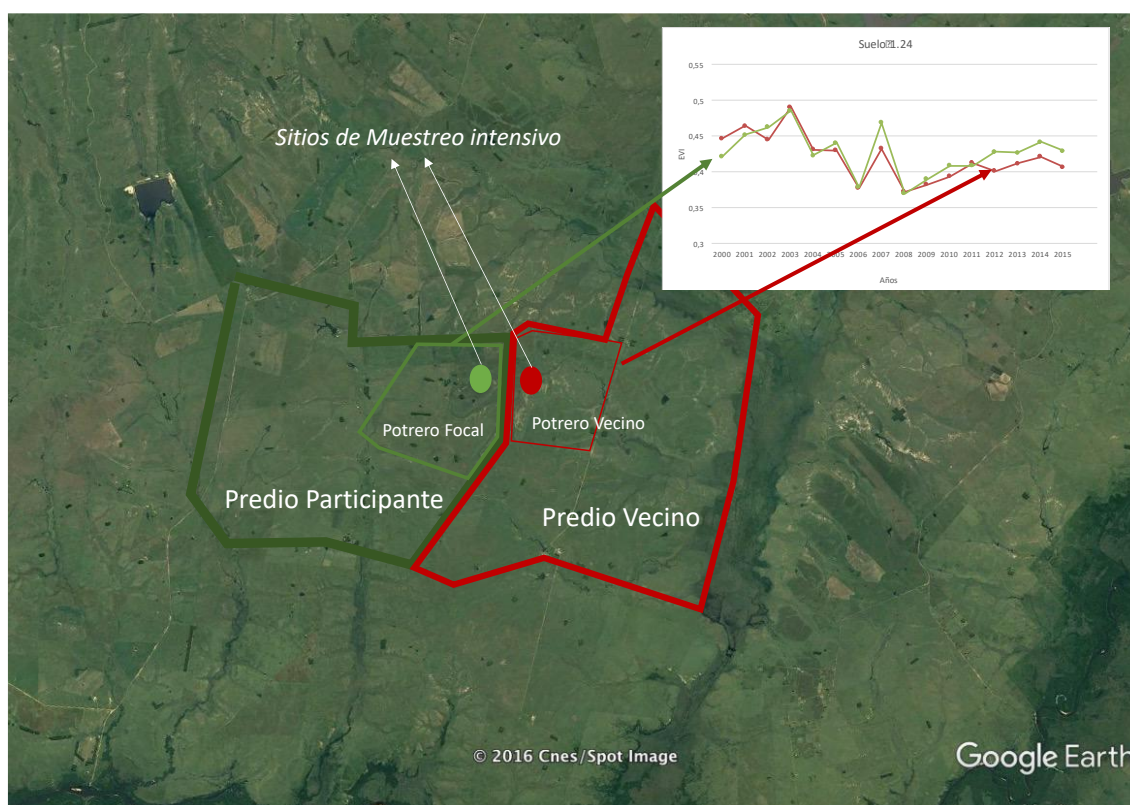 Suelo 1.24
0,55
0,5
0,45
0,4
0,35
0,3
EVI
2000 2001 2002 2003 2004 2005 2006 2007 2008 2009 2010 2011 2012 2013 2014 2015
Años
Sitios de Muestreo intensivo
Potrero Focal
Potrero Vecino
Predio Participante
Predio Vecino
© 2016 Cnes/Spot Image
Google Earth